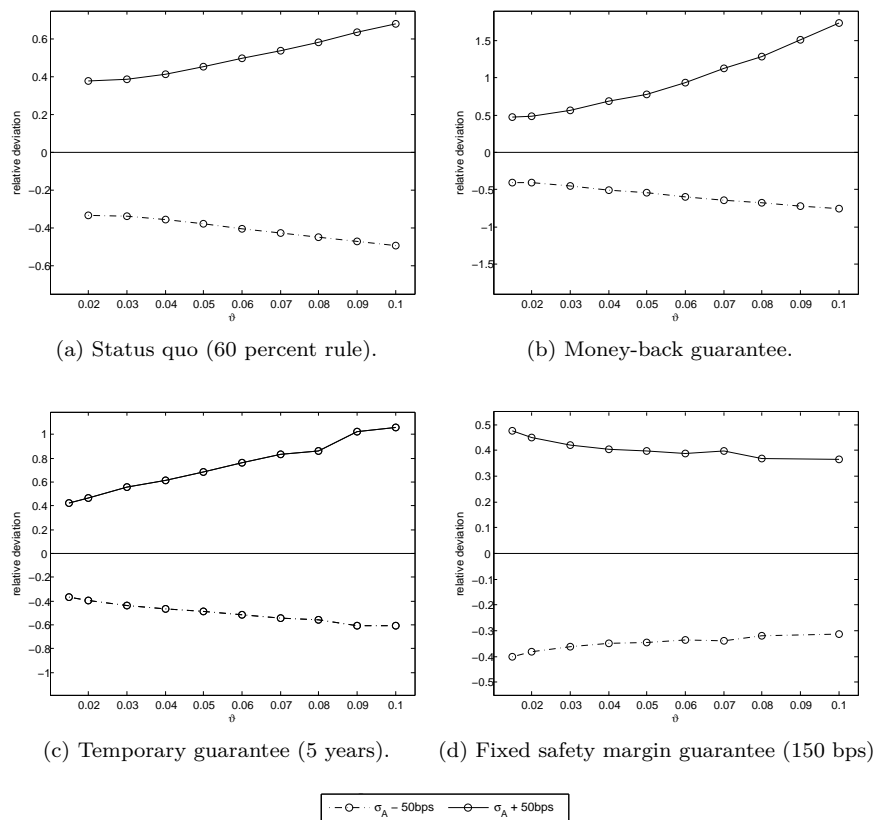 relative deviation
0.6
0.4
0.2
0
−0.2
−0.4
−0.6
0.02 0.03 0.04 0.05 0.06 0.07 0.08 0.09 0.1
ϑ
(a) Status quo (60 percent rule).
relative deviation
1.5
1
0.5
0
−0.5
−1
−1.5
0.02 0.03 0.04 0.05 0.06 0.07 0.08 0.09 0.1
ϑ
(b) Money-back guarantee.
relative deviation
1
0.8
0.6
0.4
0.2
0
−0.2
−0.4
−0.6
−0.8
−1
0.02 0.03 0.04 0.05 0.06 0.07 0.08 0.09 0.1
ϑ
(c) Temporary guarantee (5 years).
relative deviation
0.5
0.4
0.3
0.2
0.1
0
−0.1
−0.2
−0.3
−0.4
−0.5
0.02 0.03 0.04 0.05 0.06 0.07 0.08 0.09 0.1
ϑ
(d) Fixed safety margin guarantee (150 bps)
σ_A − 50bps σ_A + 50bps